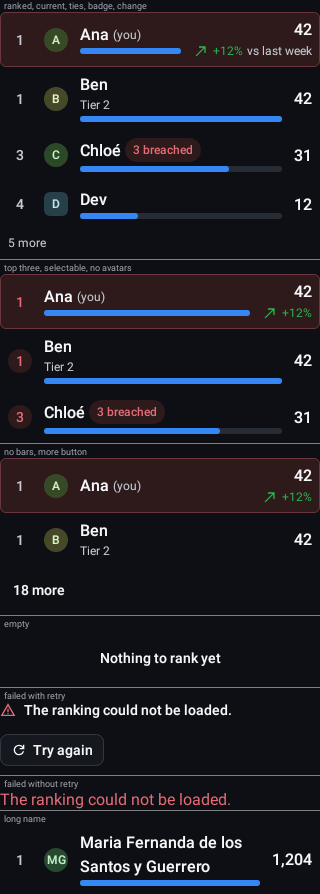 ranked, current, ties, badge, change
1 A Ana (you) 42
+12% vs last week
1 B Ben 42
Tier 2
3 C Chloé 3 breached 31
4 D Dev 12
5 more
top three, selectable, no avatars
1 Ana (you) 42
+12%
1 Ben 42
Tier 2
3 Chloé 3 breached 31
no bars, more button
1 A Ana (you) 42
+12%
1 B Ben 42
Tier 2
18 more
empty
Nothing to rank yet
failed with retry
The ranking could not be loaded.
Try again
failed without retry
The ranking could not be loaded.
long name
1 MG Maria Fernanda de los 1,204
Santos y Guerrero